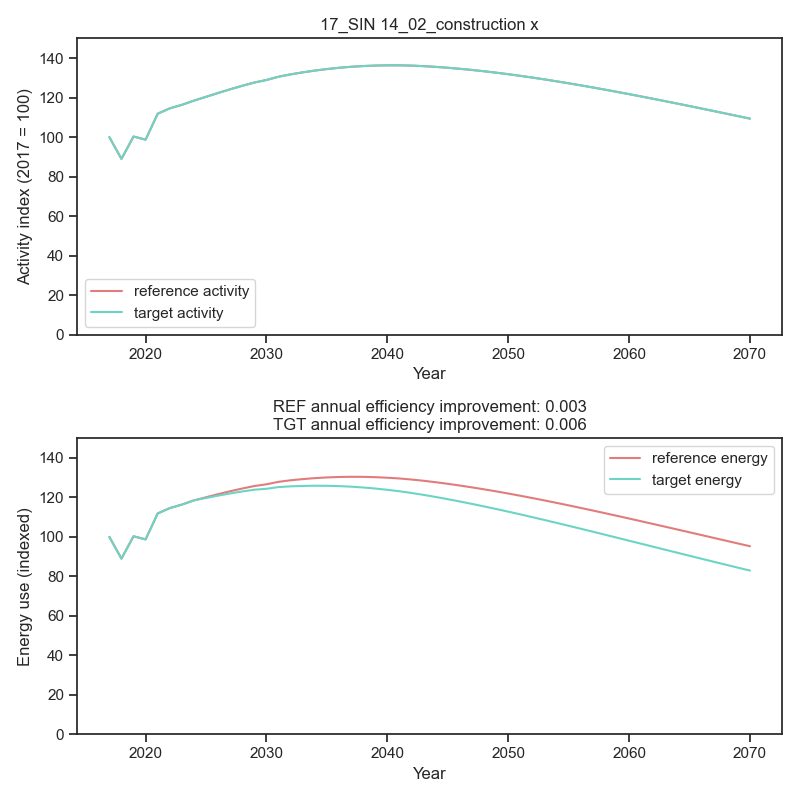 17_SIN 14_02_construction x
Activity index (2017 = 100)
140
120
100
80
60
40
20
0
reference activity
target activity
2020 2030 2040 2050 2060 2070
Year
REF annual efficiency improvement: 0.003
TGT annual efficiency improvement: 0.006
Energy use (indexed)
140
120
100
80
60
40
20
0
reference energy
target energy
2020 2030 2040 2050 2060 2070
Year